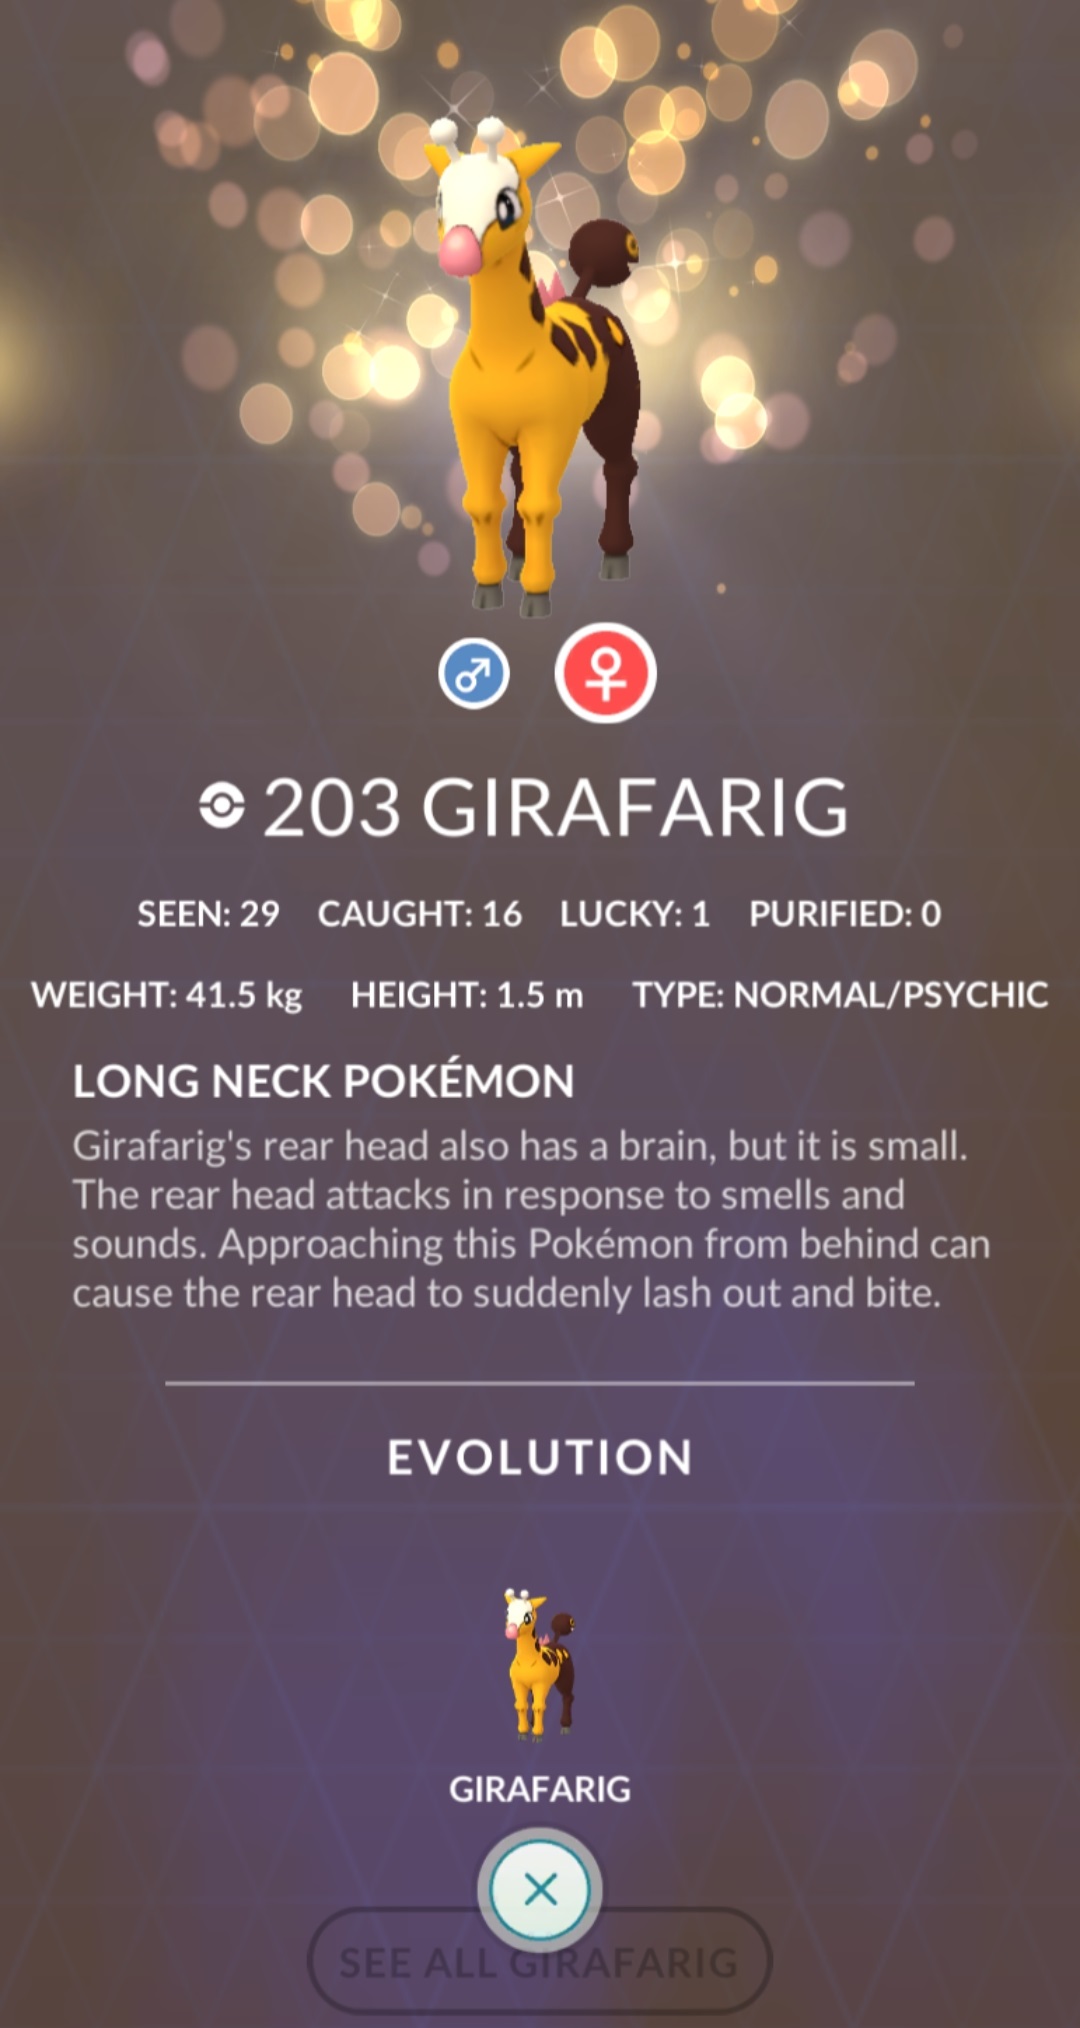 203 GIRAFARIG
SEEN: 29 CAUGHT: 16 LUCKY: 1 PURIFIED: 0
WEIGHT: 41.5 kg HEIGHT: 1.5 m TYPE: NORMAL/PSYCHIC
LONG NECK POKÉMON
Girafarig's rear head also has a brain, but it is small.
The rear head attacks in response to smells and
sounds. Approaching this Pokémon from behind can
cause the rear head to suddenly lash out and bite.
EVOLUTION
GIRAFARIG
SEE ALL GIRAFARIG